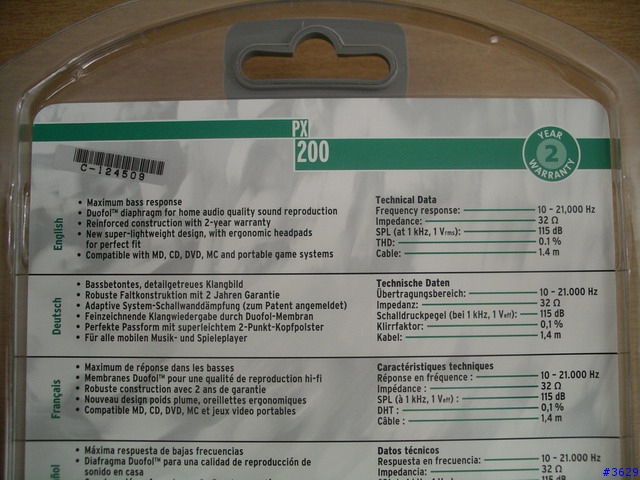 PX
200
YEAR
2
WARRANTY
C-124509
English
• Maximum bass response
• Duofol™ diaphragm for home audio quality sound reproduction
• Reinforced construction with 2-year warranty
• New super-lightweight design, with ergonomic headpads
for perfect fit
• Compatible with MD, CD, DVD, MC and portable game systems
Technical Data
Frequency response: 10 - 21,000 Hz
Impedance: 32 Ω
SPL (at 1 kHz, 1 Vrms): 115 dB
THD: 0.1 %
Cable: 1.4 m
Deutsch
• Bassbetontes, detailgetreues Klangbild
• Robuste Faltkonstruktion mit 2 Jahren Garantie
• Adaptive System-Schallwanddämpfung (zum Patent angemeldet)
• Feinzeichnende Klangwiedergabe durch Duofol-Membran
• Perfekte Passform mit superleichtem 2-Punkt-Kopfpolster
• Für alle mobilen Musik- und Spieleplayer
Technische Daten
Übertragungsbereich: 10 - 21.000 Hz
Impedanz: 32 Ω
Schalldruckpegel (bei 1 kHz, 1 Veff): 115 dB
Klirrfaktor: 0,1 %
Kabel: 1,4 m
Français
• Maximum de réponse dans les basses
• Membranes Duofol™ pour une qualité de reproduction hi-fi
• Robuste construction avec 2 ans de garantie
• Nouveau design poids plume, oreillettes ergonomiques
• Compatible MD, CD, DVD, MC et jeux video portables
Caractéristiques techniques
Réponse en fréquence : 10 - 21.000 Hz
Impédance : 32 Ω
SPL (à 1 kHz, 1 Veff) : 115 dB
DHT : 0,1 %
Câble : 1,4 m
ñol
• Máxima respuesta de bajas frecuencias
• Diafragma Duofol™ para una calidad de reproducción de
sonido en casa
Datos técnicos
Respuesta en frecuencia: 10 - 21.000 Hz
Impedancia: 32 Ω
#3629